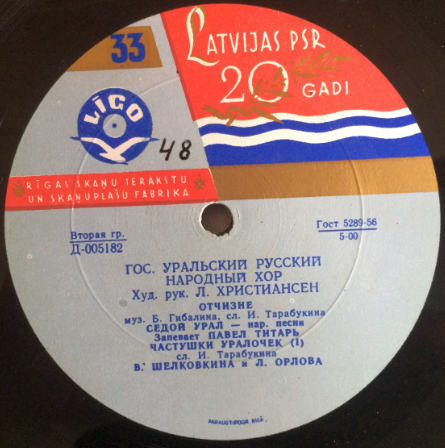 33
LATVIJAS PSR
20 GADI
LĪGO
48
RĪGAS SKAŅU IERAKSTU
UN SKAŅUPLAŠU FABRIKA
Вторая гр.
Д-005182
Гост 5289-56
5-00
ГОС. УРАЛЬСКИЙ РУССКИЙ
НАРОДНЫЙ ХОР
Худ. рук. Л. ХРИСТИАНСЕН
ОТЧИЗНЕ
муз. Б. Гибалина, сл. И. Тарабукина
СЕДОЙ УРАЛ — нар. песня
Запевает ПАВЕЛ ТИТАРЬ
ЧАСТУШКИ УРАЛОЧЕК (1)
сл. И. Тарабукина
В. ШЕЛКОВКИНА и Л. ОРЛОВА